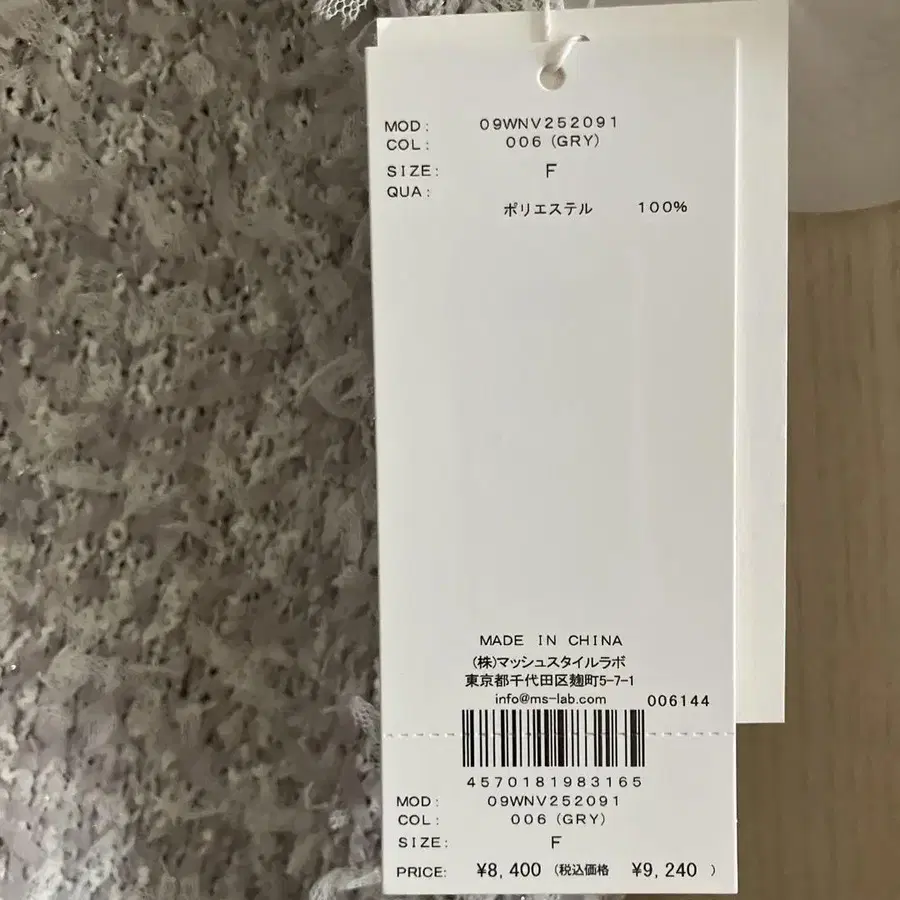 MOD: 09WNV252091
COL: 006 (GRY)
SIZE: F
QUA:
ポリエステル 100%
MADE IN CHINA
(株)マッシュスタイルラボ
東京都千代田区麹町5-7-1
info@ms-lab.com 006144
4570181983165
MOD: 09WNV252091
COL: 006 (GRY)
SIZE: F
PRICE: ¥8,400 (税込価格 ¥9,240 )